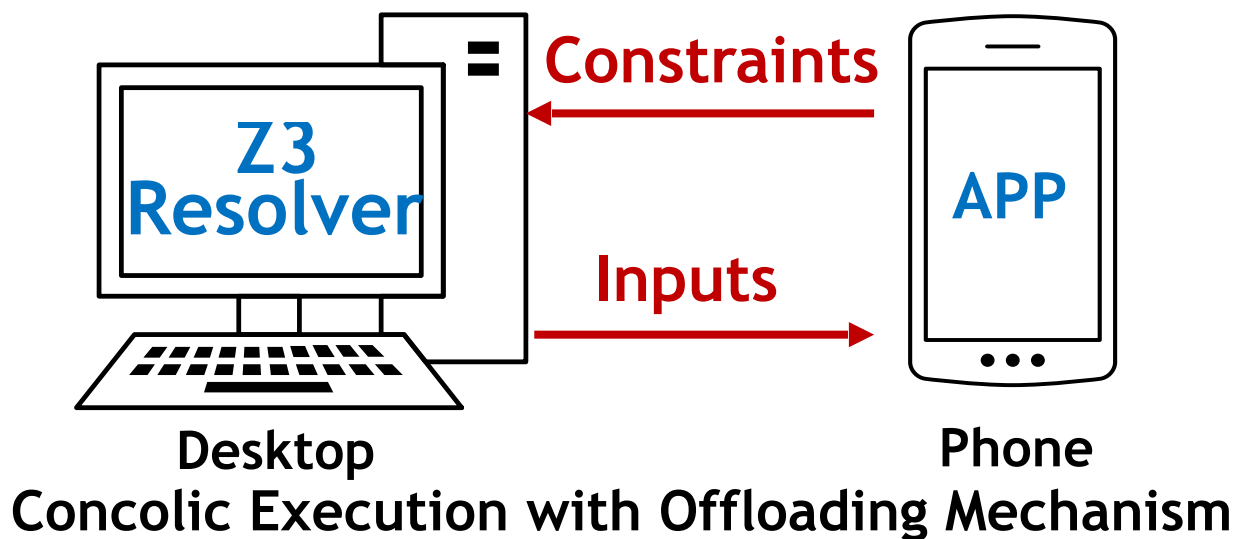 Z3
Resolver
Constraints
APP
Inputs
Desktop
Phone
Concolic Execution with Offloading Mechanism